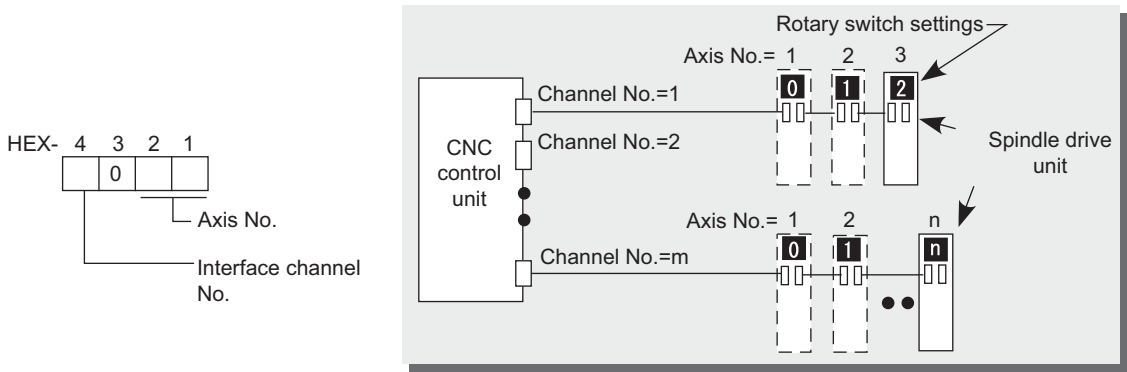 HEX- 4 3 2 1
0
Axis No.
Interface channel
No.
Rotary switch settings
Axis No.= 1 2 3
0 1 2
Channel No.=1
Channel No.=2
CNC
control
unit
Spindle drive
unit
Axis No.= 1 2 n
0 1 n
Channel No.=m